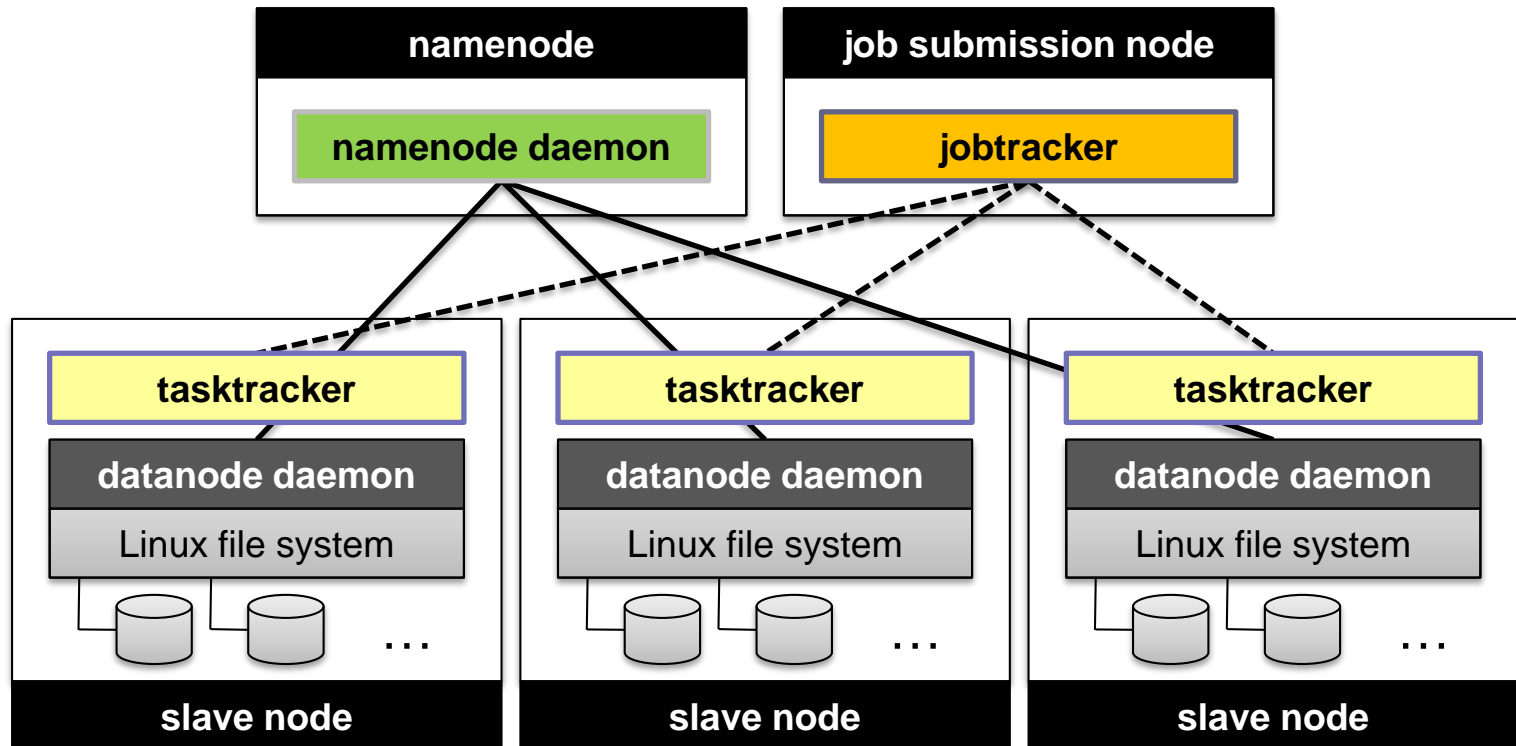 namenode
job submission node
namenode daemon
jobtracker
tasktracker
tasktracker
tasktracker
datanode daemon
datanode daemon
datanode daemon
Linux file system
Linux file system
Linux file system
…
…
…
slave node
slave node
slave node